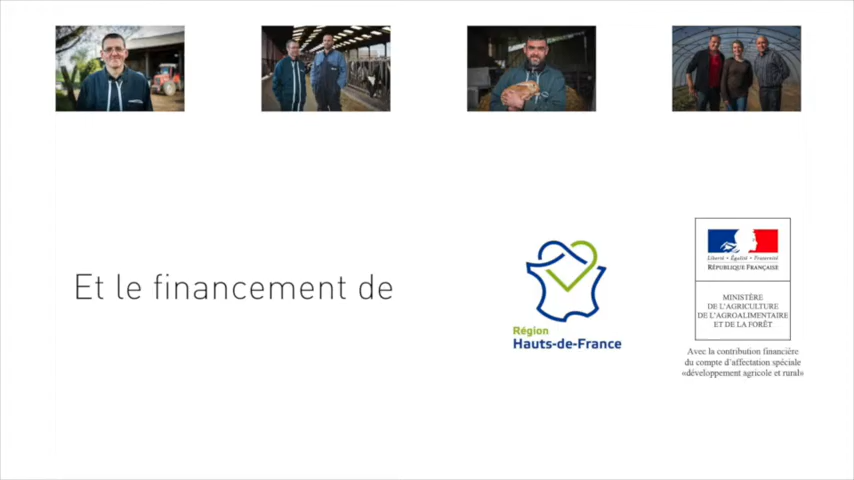 Et le financement de
Région
Hauts-de-France
Liberté • Égalité • Fraternité
RÉPUBLIQUE FRANÇAISE
MINISTÈRE
DE L'AGRICULTURE
DE L'AGROALIMENTAIRE
ET DE LA FORÊT
Avec la contribution financière
du compte d'affectation spéciale
«développement agricole et rural»